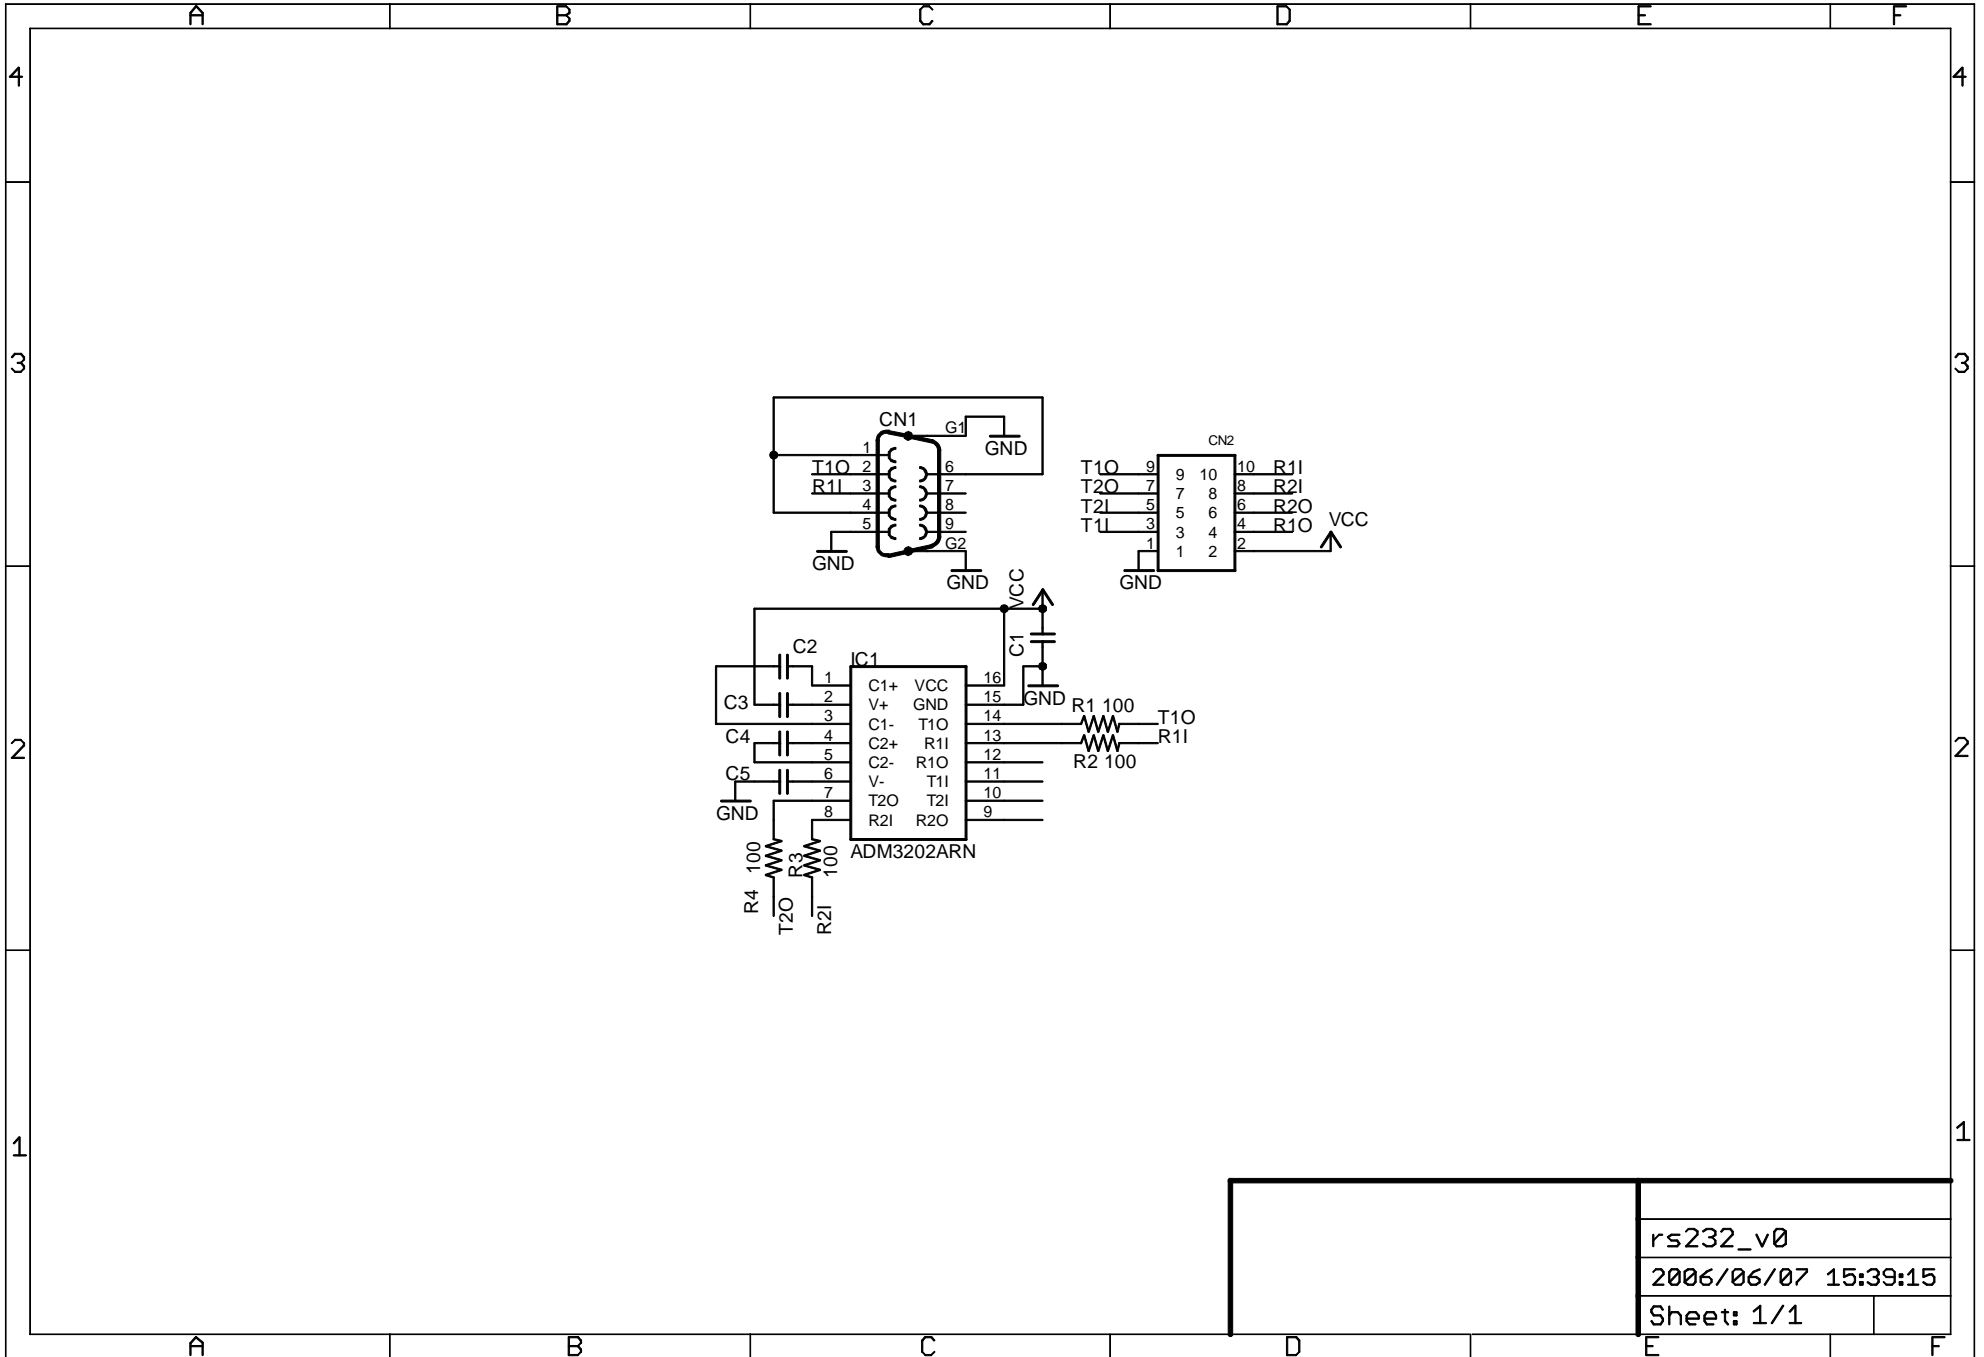 A B C D E F
4 4
3 3
CN1
G1
GND
1
T1O 2 6
R1I 3 7
4 8
5 9
G2
GND
GND
CN2
T1O 9 9 10 10 R1I
T2O 7 7 8 8 R2I
T2I 5 5 6 6 R2O
T1I 3 3 4 4 R1O
1 1 2 2
VCC
GND
VCC
C1
C2
IC1
1 C1+ VCC 16
GND
C3 2 V+ GND 15
R1 100
3 C1- T1O 14 T1O
C4 4 C2+ R1I 13 R1I
R2 100
5 C2- R1O 12
C5 6 V- T1I 11
GND
7 T2O T2I 10
8 R2I R2O 9
ADM3202ARN
R4 100
R3 100
T2O
R2I
2 2
1 1
rs232_v0
2006/06/07 15:39:15
Sheet: 1/1
A B C D E F